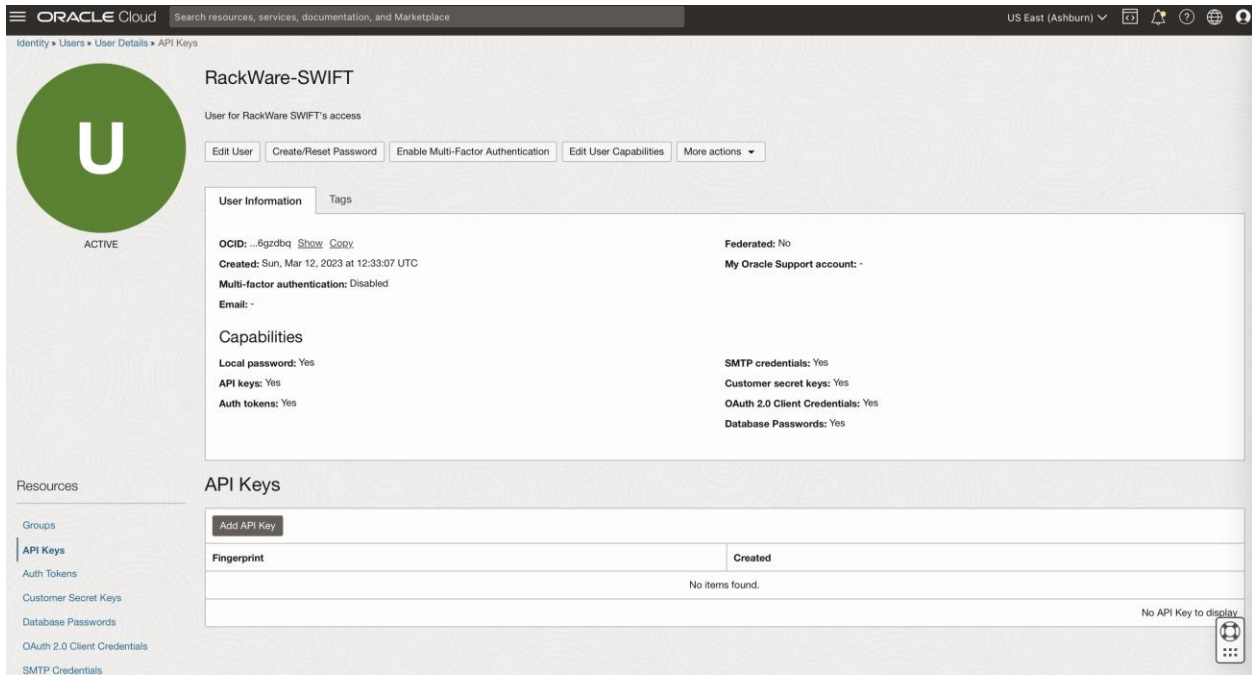 ORACLE Cloud Search resources, services, documentation, and Marketplace US East (Ashburn)
Identity » Users » User Details » API Keys
U
ACTIVE
RackWare-SWIFT
User for RackWare SWIFT's access
Edit User Create/Reset Password Enable Multi-Factor Authentication Edit User Capabilities More actions
User Information Tags
OCID: ...6gzdbq Show Copy
Created: Sun, Mar 12, 2023 at 12:33:07 UTC
Multi-factor authentication: Disabled
Email: -
Federated: No
My Oracle Support account: -
Capabilities
Local password: Yes
API keys: Yes
Auth tokens: Yes
SMTP credentials: Yes
Customer secret keys: Yes
OAuth 2.0 Client Credentials: Yes
Database Passwords: Yes
Resources
Groups
API Keys
Auth Tokens
Customer Secret Keys
Database Passwords
OAuth 2.0 Client Credentials
SMTP Credentials
API Keys
Add API Key
Fingerprint Created
No items found.
No API Key to display